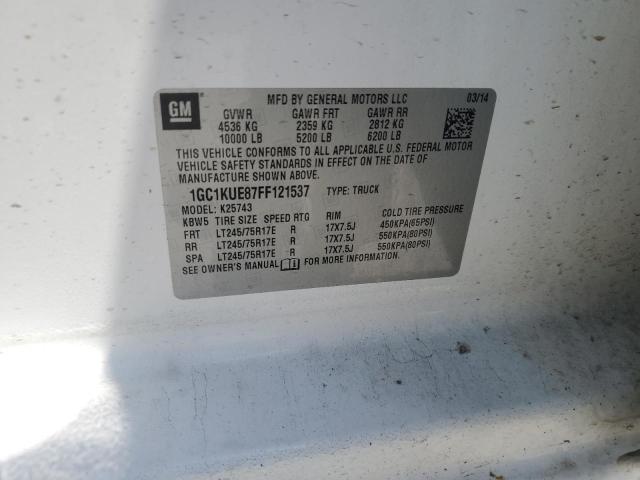 GM
MFD BY GENERAL MOTORS LLC 03/14
GVWR GAWR FRT GAWR RR
4536 KG 2359 KG 2812 KG
10000 LB 5200 LB 6200 LB
THIS VEHICLE CONFORMS TO ALL APPLICABLE U.S. FEDERAL MOTOR
VEHICLE SAFETY STANDARDS IN EFFECT ON THE DATE OF
MANUFACTURE SHOWN ABOVE.
1GC1KUE87FF121537 TYPE: TRUCK
MODEL: K25743
KBW5 TIRE SIZE SPEED RTG RIM COLD TIRE PRESSURE
FRT LT245/75R17E R 17X7.5J 450KPA(65PSI)
RR LT245/75R17E R 17X7.5J 550KPA(80PSI)
SPA LT245/75R17E R 17X7.5J 550KPA(80PSI)
SEE OWNER'S MANUAL FOR MORE INFORMATION.